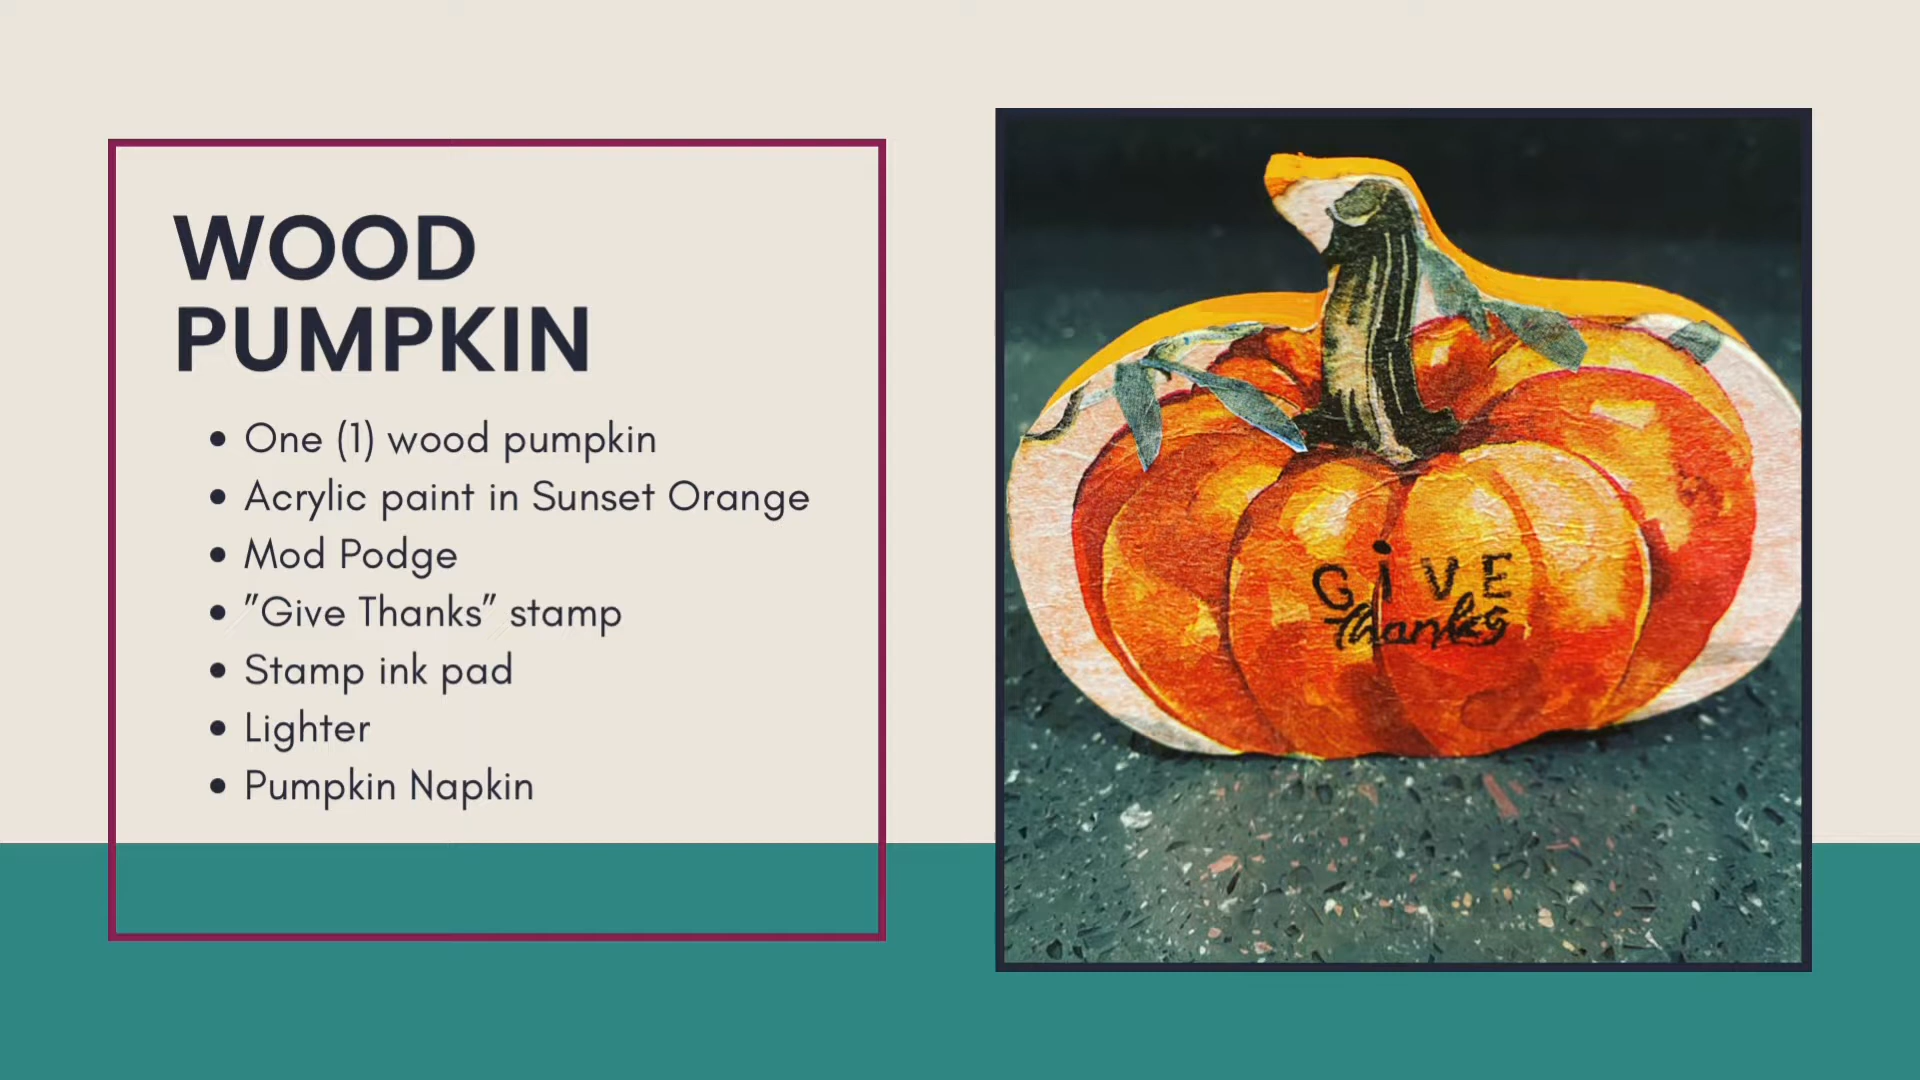 WOOD
PUMPKIN
One (1) wood pumpkin
Acrylic paint in Sunset Orange
Mod Podge
"Give Thanks" stamp
Stamp ink pad
Lighter
Pumpkin Napkin
GiVE
thanks